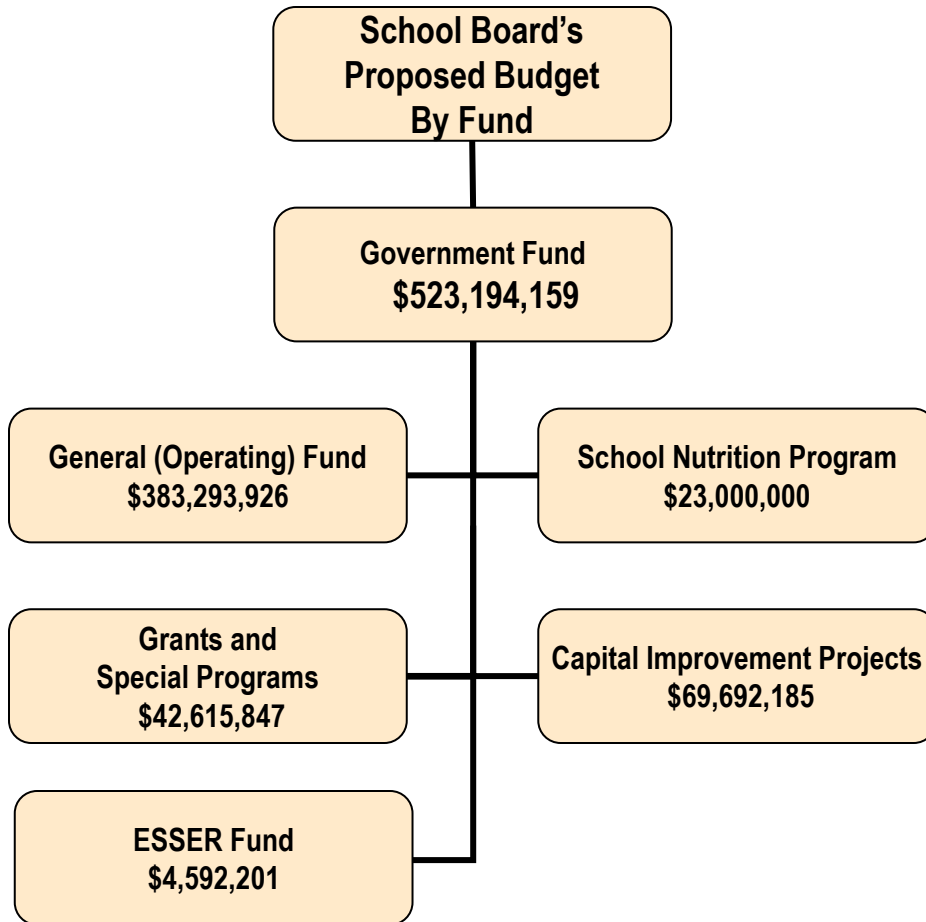 School Board's
Proposed Budget
By Fund
Government Fund
$523,194,159
General (Operating) Fund
$383,293,926
School Nutrition Program
$23,000,000
Grants and
Special Programs
$42,615,847
Capital Improvement Projects
$69,692,185
ESSER Fund
$4,592,201